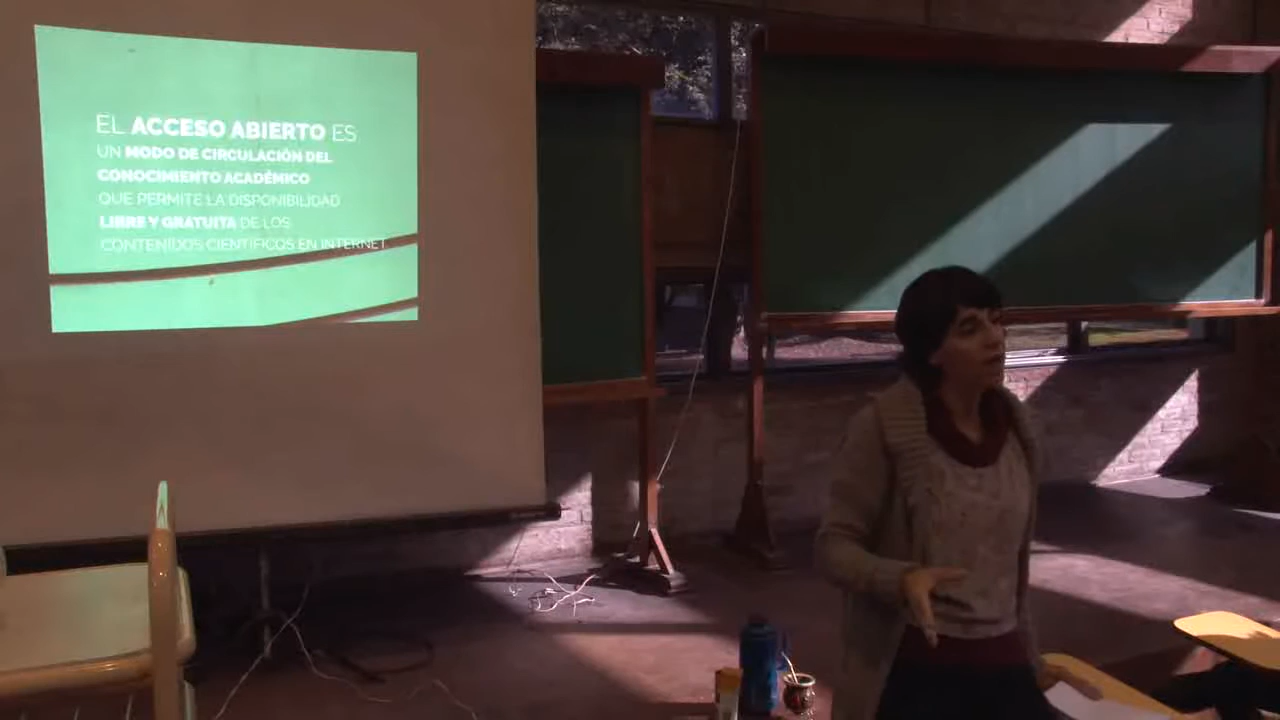 EL ACCESO ABIERTO ES
UN MODO DE CIRCULACIÓN DEL
CONOCIMIENTO ACADÉMICO
QUE PERMITE LA DISPONIBILIDAD
LIBRE Y GRATUITA DE LOS
CONTENIDOS CIENTÍFICOS EN INTERNET